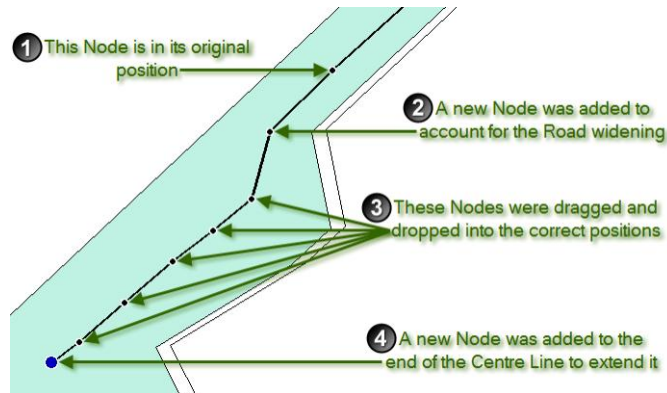 1 This Node is in its original
position
2 A new Node was added to
account for the Road widening
3 These Nodes were dragged and
dropped into the correct positions
4 A new Node was added to the
end of the Centre Line to extend it